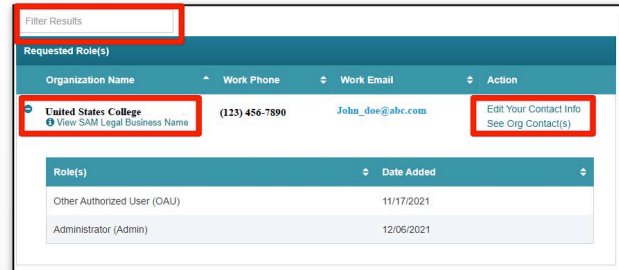 Filter Results
Requested Role(s)
Organization Name Work Phone Work Email Action
United States College (123) 456-7890 John_doe@abc.com Edit Your Contact Info
View SAM Legal Business Name See Org Contact(s)
Role(s) Date Added
Other Authorized User (OAU) 11/17/2021
Administrator (Admin) 12/06/2021